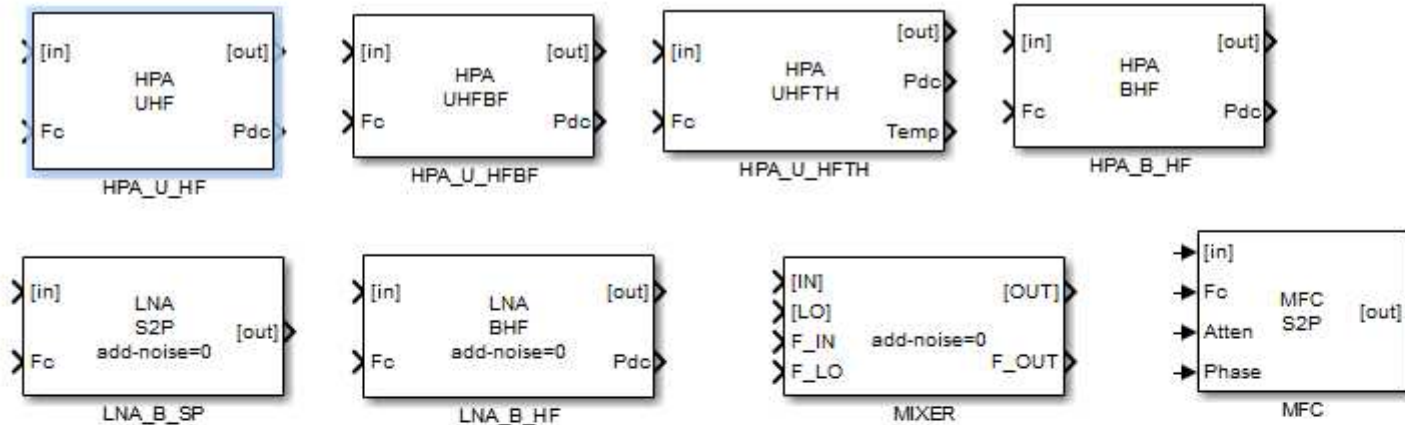 [in]
Fc
HPA
UHF
[out]
Pdc
HPA_U_HF
[in]
Fc
HPA
UHFBF
[out]
Pdc
HPA_U_HFBF
[in]
Fc
HPA
UHFTH
[out]
Pdc
Temp
HPA_U_HFTH
[in]
Fc
HPA
BHF
[out]
Pdc
HPA_B_HF
[in]
Fc
LNA
S2P
add-noise=0
[out]
LNA_B_SP
[in]
Fc
LNA
BHF
add-noise=0
[out]
Pdc
LNA_B_HF
[IN]
[LO]
F_IN
F_LO
add-noise=0
[OUT]
F_OUT
MIXER
[in]
Fc
Atten
Phase
MFC
S2P
[out]
MFC